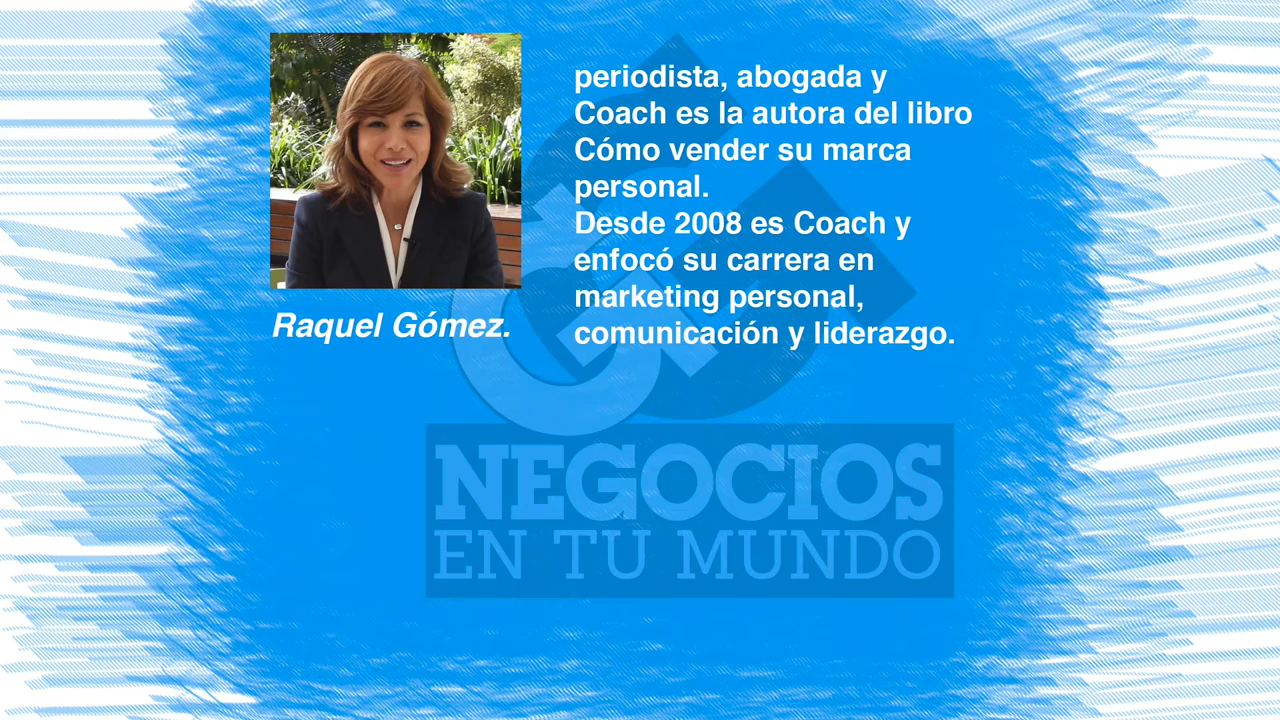 Raquel Gómez.
periodista, abogada y
Coach es la autora del libro
Cómo vender su marca
personal.
Desde 2008 es Coach y
enfocó su carrera en
marketing personal,
comunicación y liderazgo.
NEGOCIOS
EN TU MUNDO